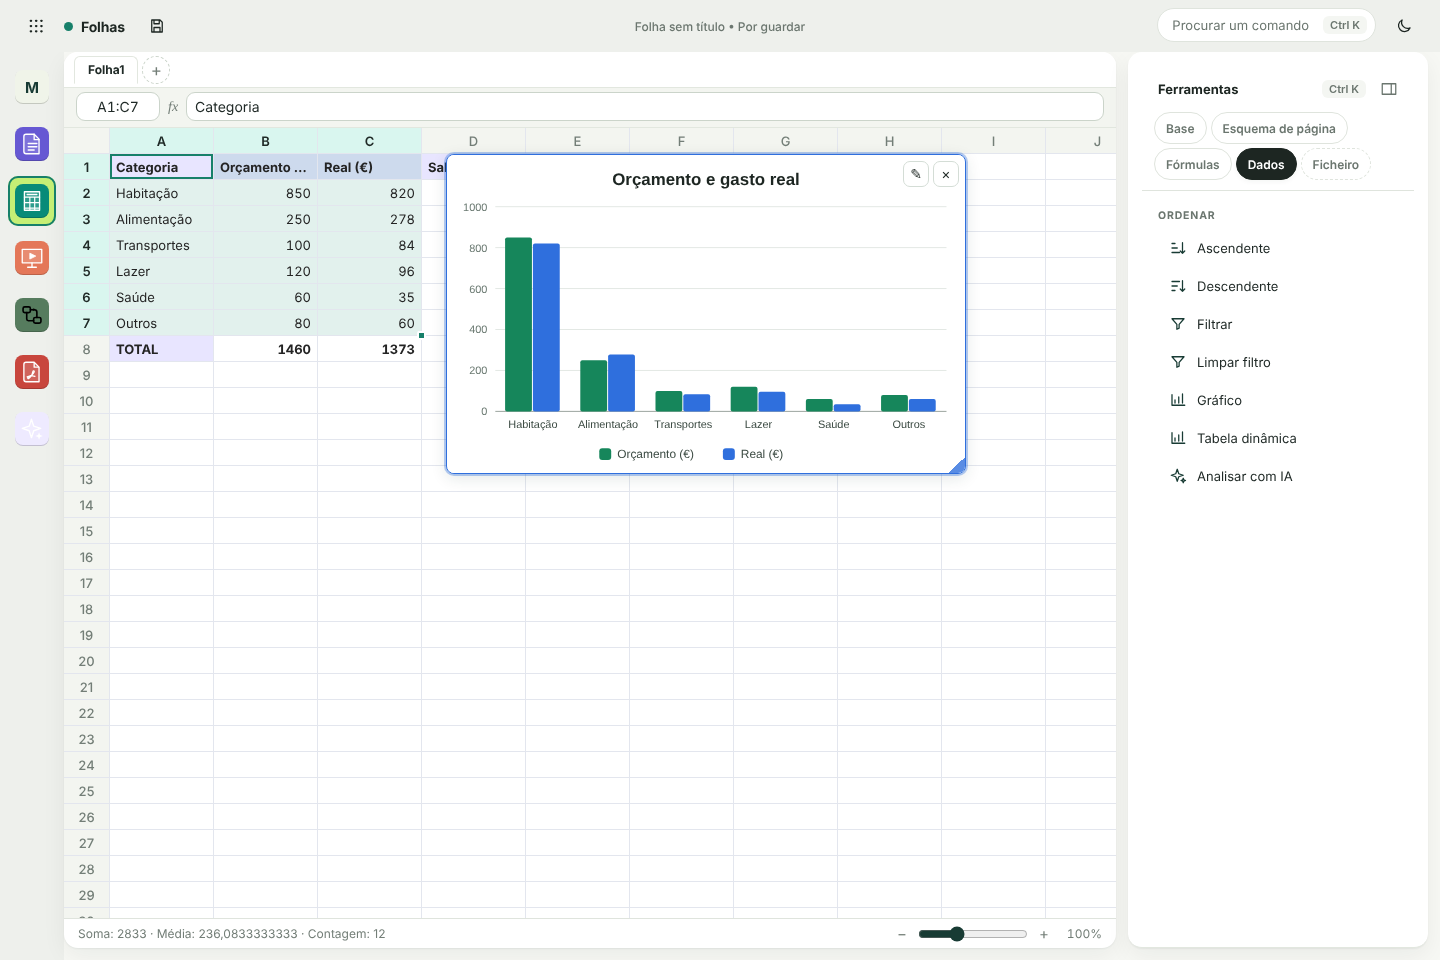 Folhas
Folha sem título • Por guardar
Procurar um comando Ctrl K
M
Folha1 +
A1:C7 fx Categoria
A B C D E F G H I J
1 Categoria Orçamento ... Real (€) Sal
2 Habitação 850 820
3 Alimentação 250 278
4 Transportes 100 84
5 Lazer 120 96
6 Saúde 60 35
7 Outros 80 60
8 TOTAL 1460 1373
9
10
11
12
13
14
15
16
17
18
19
20
21
22
23
24
25
26
27
28
29
Orçamento e gasto real
1000
800
600
400
200
0
Habitação Alimentação Transportes Lazer Saúde Outros
Orçamento (€) Real (€)
Soma: 2833 · Média: 236,0833333333 · Contagem: 12
− + 100%
Ferramentas Ctrl K
Base Esquema de página
Fórmulas Dados Ficheiro
ORDENAR
Ascendente
Descendente
Filtrar
Limpar filtro
Gráfico
Tabela dinâmica
Analisar com IA